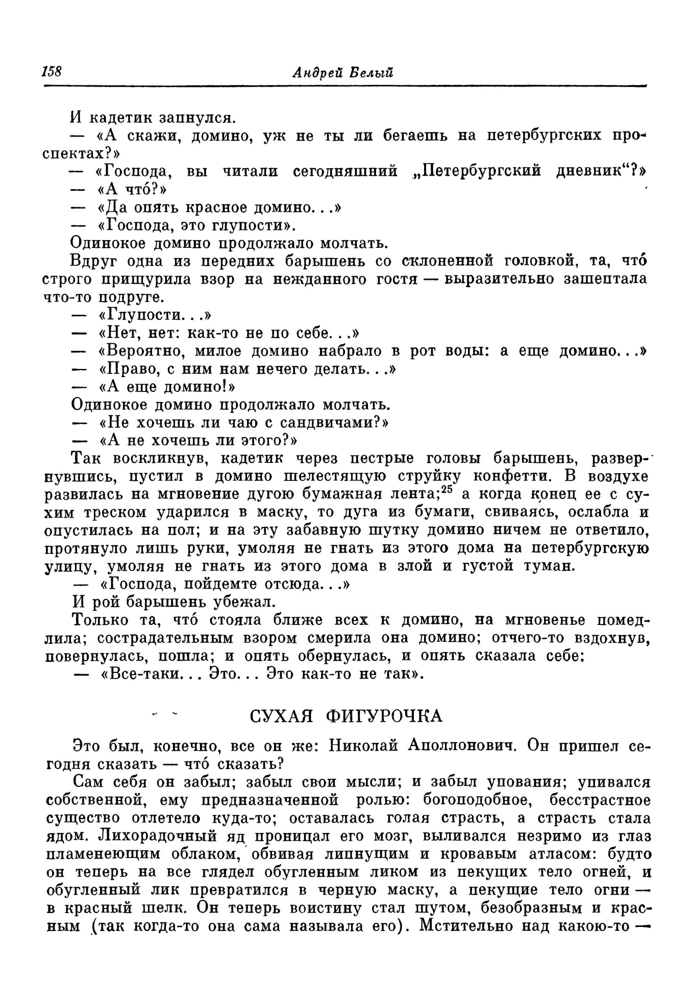 158
Андрей Белый
И кадетик запнулся.
— «А скажи, домино, уж не ты ли бегаешь на петербургских про-
спектах?»
— «Господа, вы читали сегодняшний „Петербургский дневник“?»
— «А что́?»
— «Да опять красное домино. . .»
— «Господа, это глупости».
Одинокое домино продолжало молчать.
Вдруг одна из передних барышень со склоненной головкой, та, что́
строго прищурила взор на нежданного гостя — выразительно зашептала
что-то подруге.
— «Глупости. . .»
— «Нет, нет: как-то не по себе. . .»
— «Вероятно, милое домино набрало в рот воды: а еще домино. . .»
— «Право, с ним нам нечего делать. . .»
— «А еще домино!»
Одинокое домино продолжало молчать.
— «Не хочешь ли чаю с сандвичами?»
— «А не хочешь ли этого?»
Так воскликнув, кадетик через пестрые головы барышень, развер-
нувшись, пустил в домино шелестящую струйку конфетти. В воздухе
развилась на мгновение дугою бумажная лента;²⁵ а когда конец ее с су-
хим треском ударился в маску, то дуга из бумаги, свиваясь, ослабла и
опустилась на пол; и на эту забавную шутку домино ничем не ответило,
протянуло лишь руки, умоляя не гнать из этого дома на петербургскую
улицу, умоляя не гнать из этого дома в злой и густой туман.
— «Господа, пойдемте отсюда. . .»
И рой барышень убежал.
Только та, что́ стояла ближе всех к домино, на мгновенье помед-
лила; сострадательным взором смерила она домино; отчего-то вздохнув,
повернулась, пошла; и опять обернулась, и опять сказала себе:
— «Все-таки. . . Это. . . Это как-то не так».
СУХАЯ ФИГУРОЧКА
Это был, конечно, все он же: Николай Аполлонович. Он пришел се-
годня сказать — что́ сказать?
Сам себя он забыл; забыл свои мысли; и забыл упования; упивался
собственной, ему предназначенной ролью: богоподобное, бесстрастное
существо отлетело куда-то; оставалась голая страсть, а страсть стала
ядом. Лихорадочный яд проницал его мозг, выливался незримо из глаз
пламенеющим облаком, обвивая липнущим и кровавым атласом: будто
он теперь на все глядел обугленным ликом из пекущих тело огней, и
обугленный лик превратился в черную маску, а пекущие тело огни —
в красный шелк. Он теперь воистину стал шутом, безобразным и крас-
ным (так когда-то она сама называла его). Мстительно над какою-то —